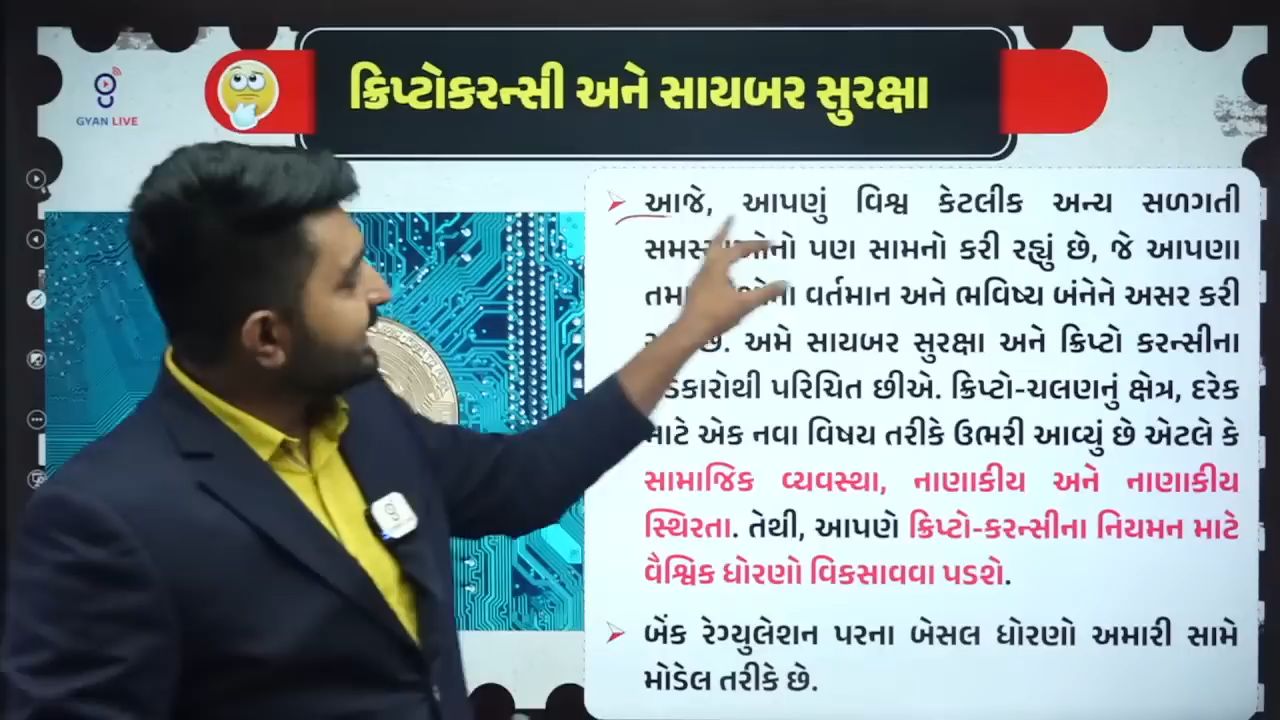 GYAN LIVE
ક્રિપ્ટોકરન્સી અને સાયબર સુરક્ષા
આજે, આપણું વિશ્વ કેટલીક અન્ય સળગતી
પણ સામનો કરી રહ્યું છે, જે આપણા
વર્તમાન અને ભવિષ્ય બંનેને અસર કરી
છે. અમે સાયબર સુરક્ષા અને ક્રિપ્ટો કરન્સીના
પરિચિત છીએ. ક્રિપ્ટો-ચલણનું ક્ષેત્ર, દરેક
માટે એક નવા વિષય તરીકે ઉભરી આવ્યું છે એટલે કે
સામાજિક વ્યવસ્થા, નાણાકીય અને નાણાકીય
સ્થિરતા. તેથી, આપણે ક્રિપ્ટો-કરન્સીના નિયમન માટે
વૈશ્વિક ધોરણો વિકસાવવા પડશે.
બેંક રેગ્યુલેશન પરના બેસલ ધોરણો અમારી સામે
મોડેલ તરીકે છે.